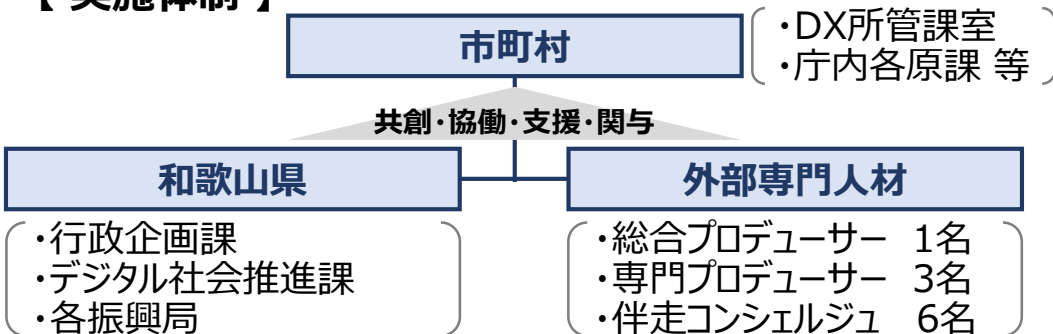 【 実施体制 】
市町村
・DX所管課室
・庁内各原課 等
共創・協働・支援・関与
和歌山県
外部専門人材
・行政企画課
・デジタル社会推進課
・各振興局
・総合プロデューサー 1名
・専門プロデューサー 3名
・伴走コンシェルジュ 6名